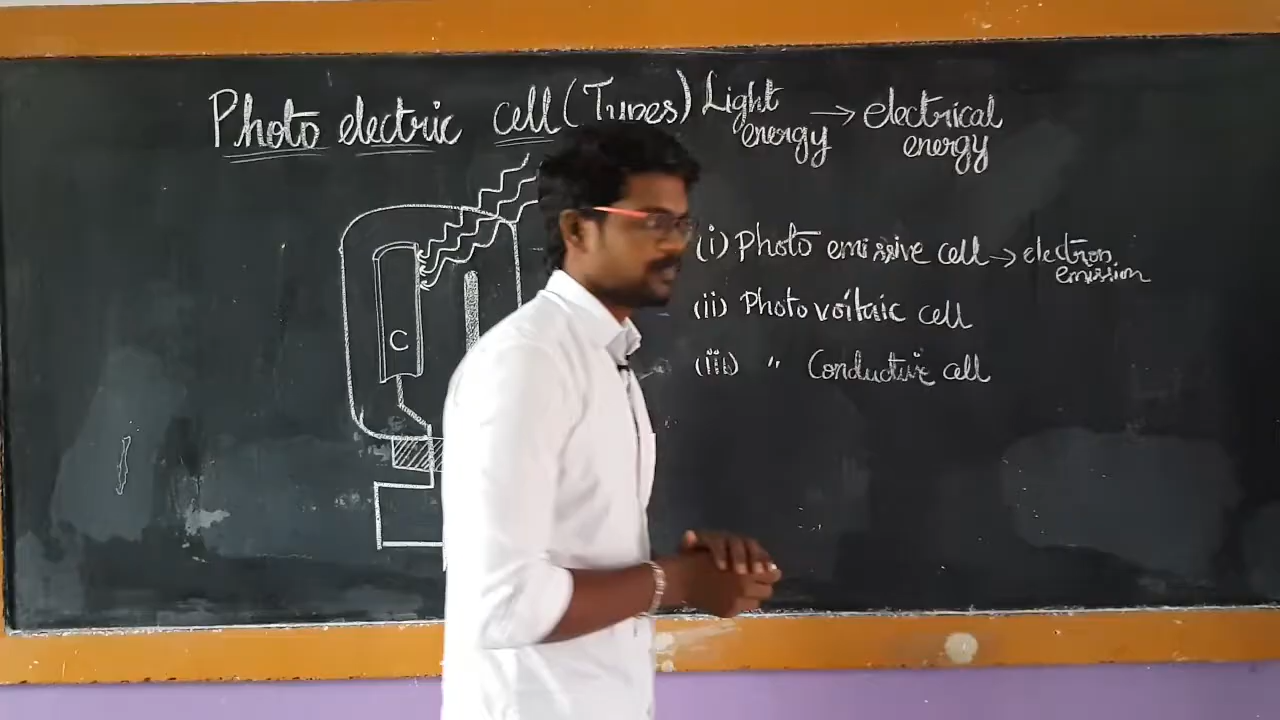 Photo electric cell (Types) Light energy → electrical energy
(i) Photo emissive cell → electron emission
(ii) Photo voltaic cell
(iii) " Conductive cell
C